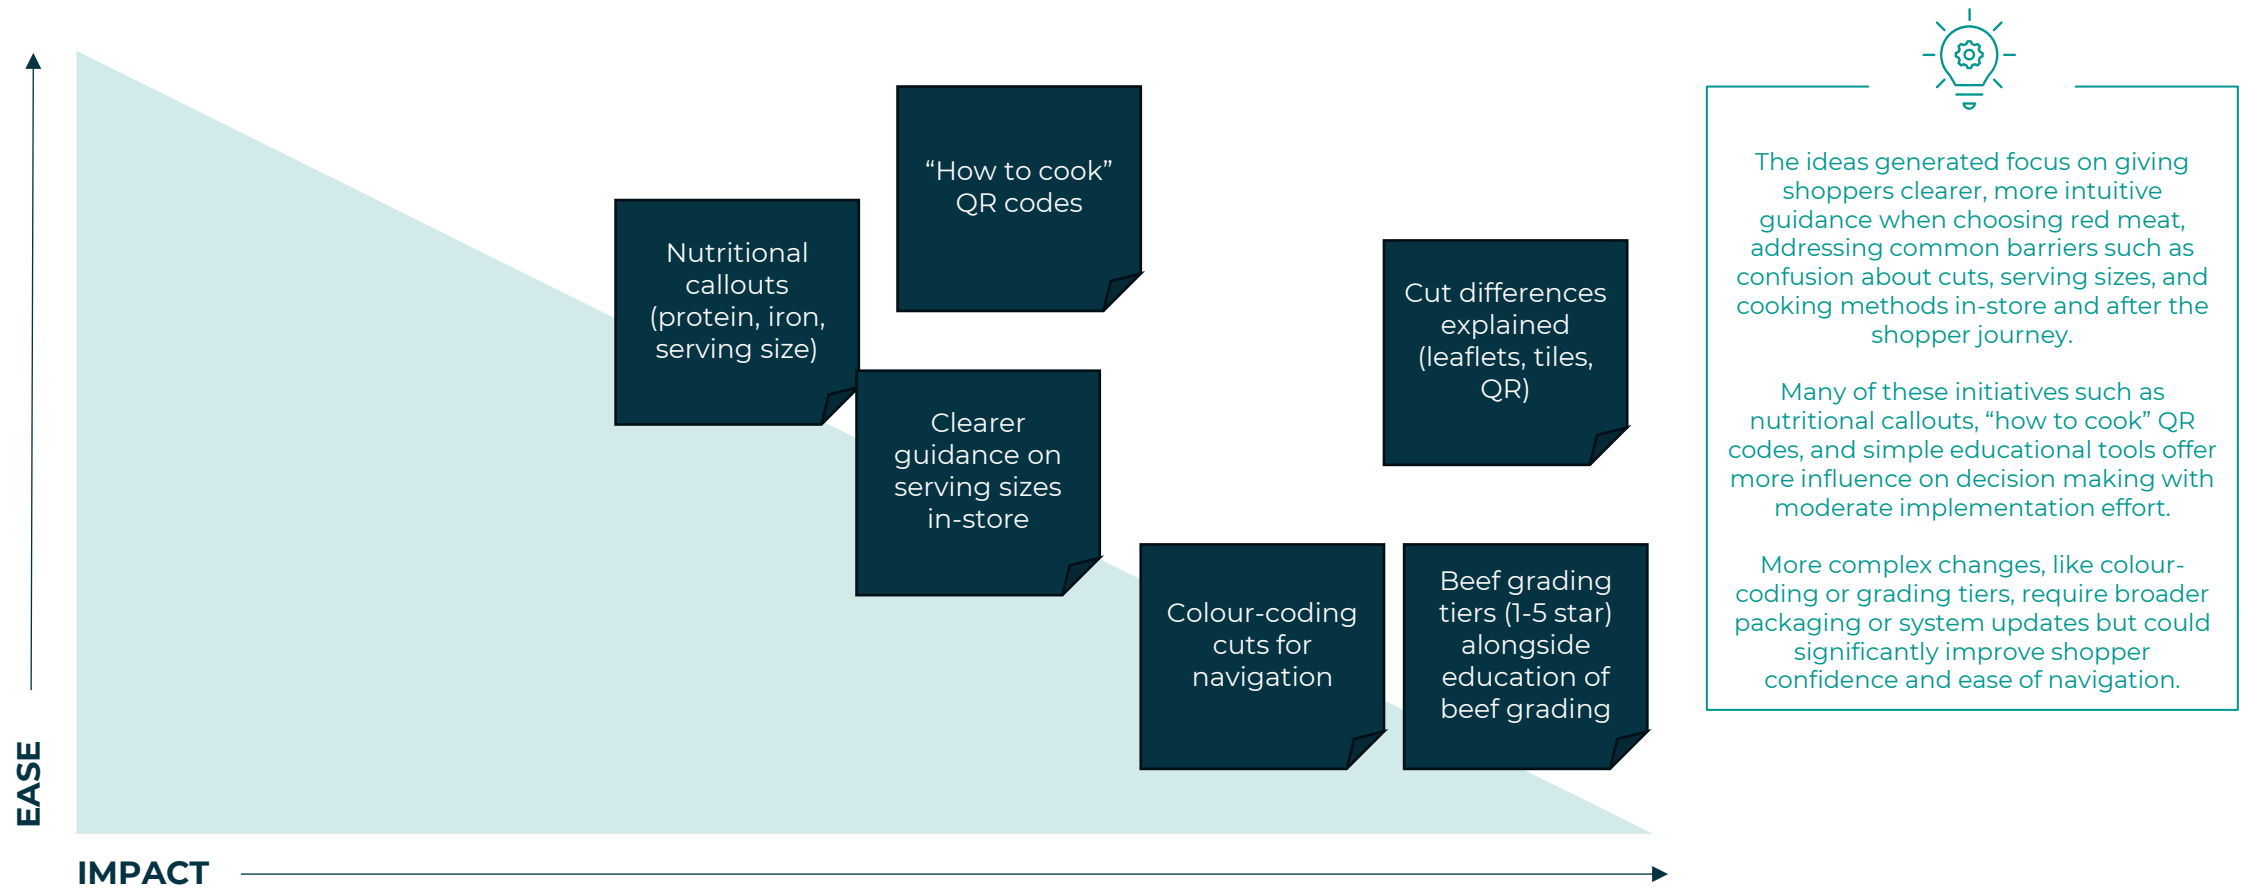 “How to cook”
QR codes
Nutritional
callouts
(protein, iron,
serving size)
Cut differences
explained
(leaflets, tiles,
QR)
Clearer
guidance on
serving sizes
in-store
Colour-coding
cuts for
navigation
Beef grading
tiers (1-5 star)
alongside
education of
beef grading
EASE
IMPACT
The ideas generated focus on giving
shoppers clearer, more intuitive
guidance when choosing red meat,
addressing common barriers such as
confusion about cuts, serving sizes, and
cooking methods in-store and after the
shopper journey.
Many of these initiatives such as
nutritional callouts, “how to cook” QR
codes, and simple educational tools offer
more influence on decision making with
moderate implementation effort.
More complex changes, like colour-
coding or grading tiers, require broader
packaging or system updates but could
significantly improve shopper
confidence and ease of navigation.